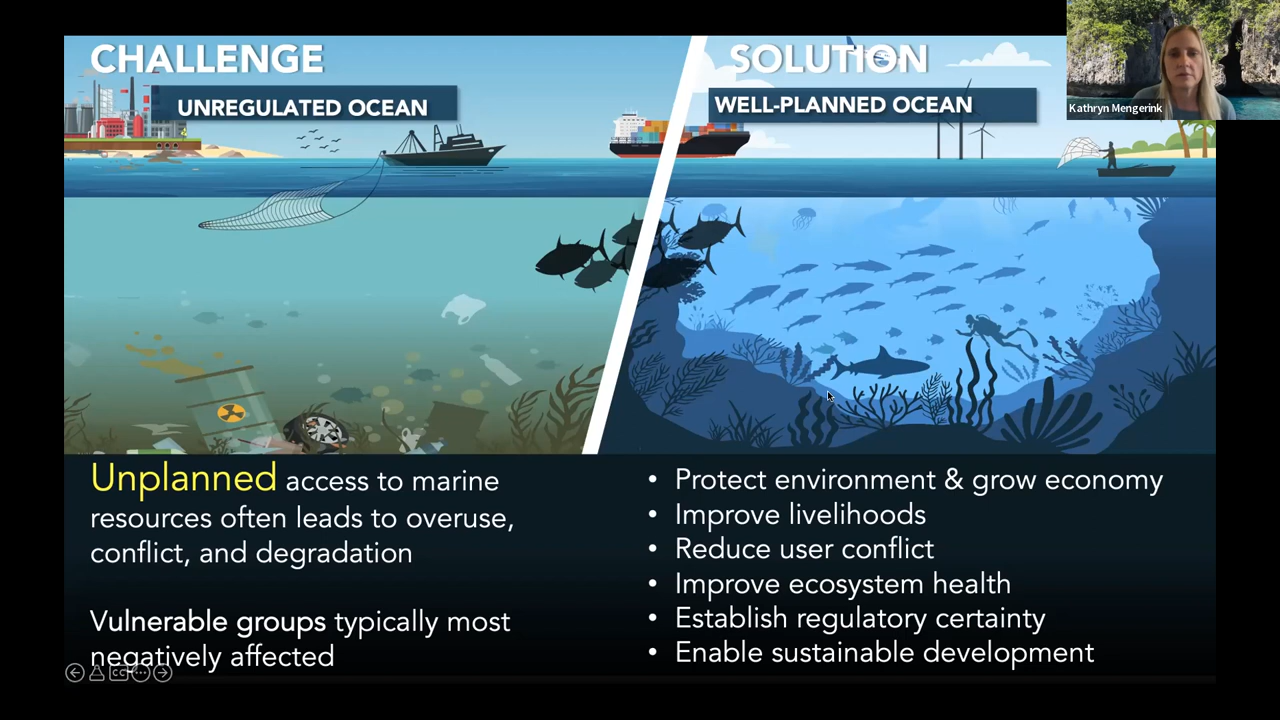 CHALLENGE
UNREGULATED OCEAN
SOLUTION
WELL-PLANNED OCEAN
Kathryn Mengerink
Unplanned access to marine
resources often leads to overuse,
conflict, and degradation
Vulnerable groups typically most
negatively affected
• Protect environment & grow economy
• Improve livelihoods
• Reduce user conflict
• Improve ecosystem health
• Establish regulatory certainty
• Enable sustainable development
CC